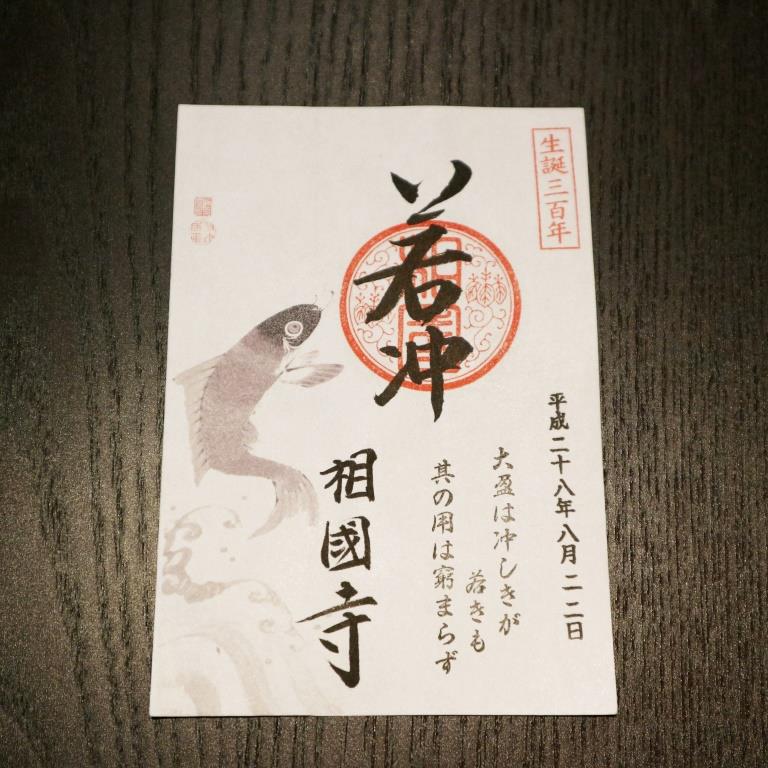 生誕三百年
平成二十八年八月二二日
大盈は冲しきが
若きも
其の用は窮まらず
若冲
相國寺